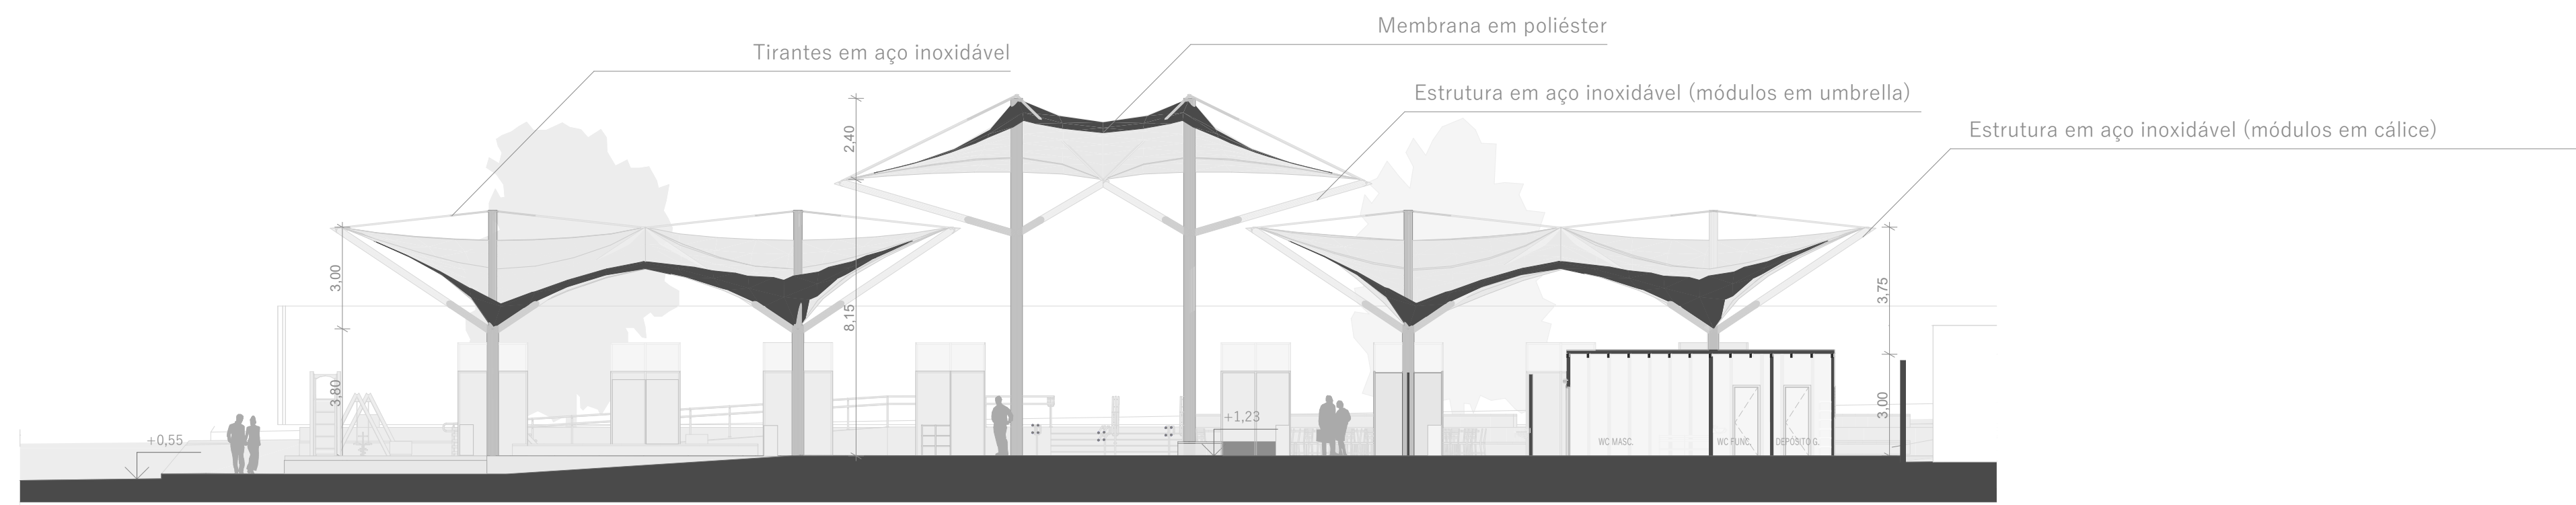 Membrana em poliéster
Tirantes em aço inoxidável
Estrutura em aço inoxidável (módulos em umbrella)
Estrutura em aço inoxidável (módulos em cálice)
2,40
3,00
8,15
3,75
3,80
3,00
+1,23
+0,55
WC MASC.
WC FUNC.
DEPÓSITO G.